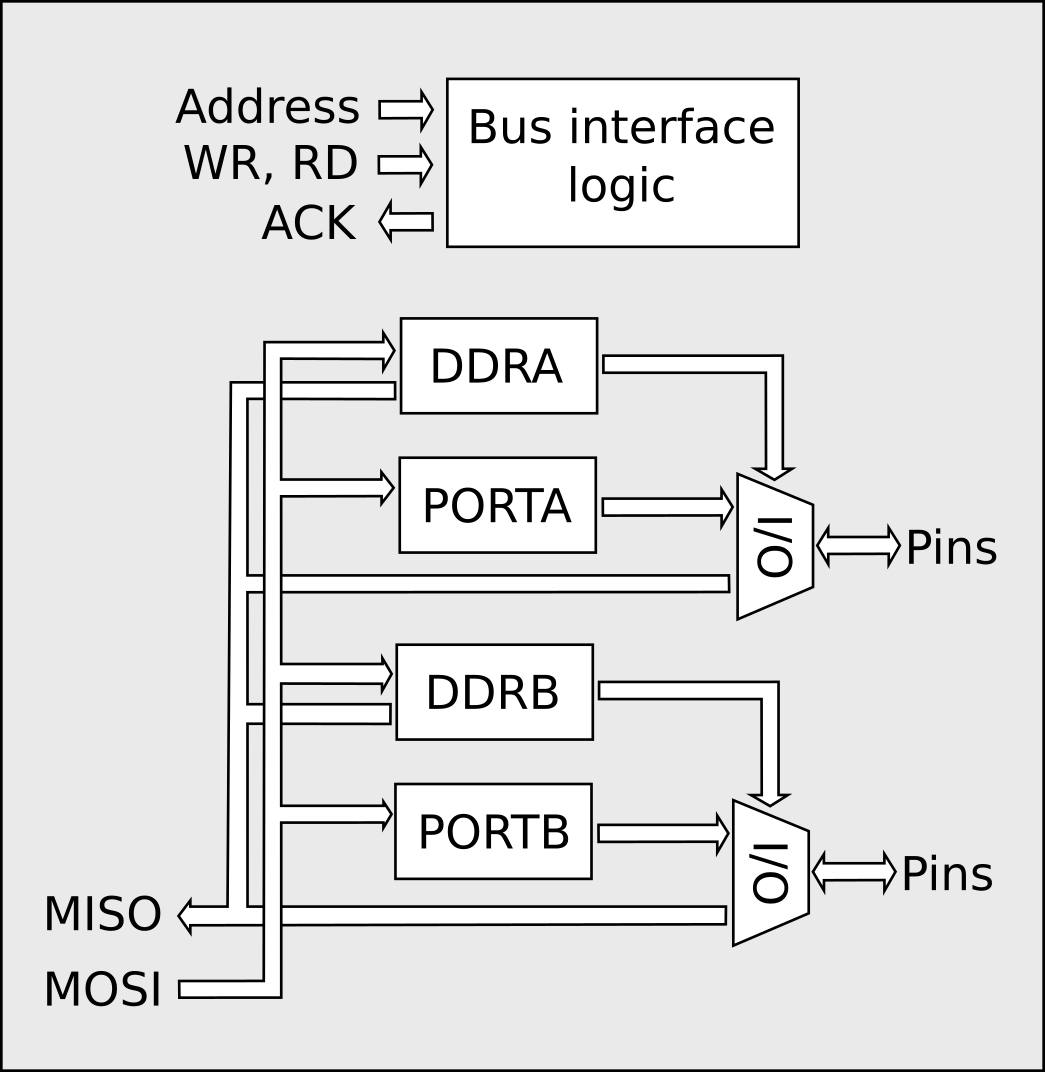 Address
WR, RD
ACK
Bus interface
logic
DDRA
PORTA
O/I
Pins
DDRB
PORTB
O/I
Pins
MISO
MOSI